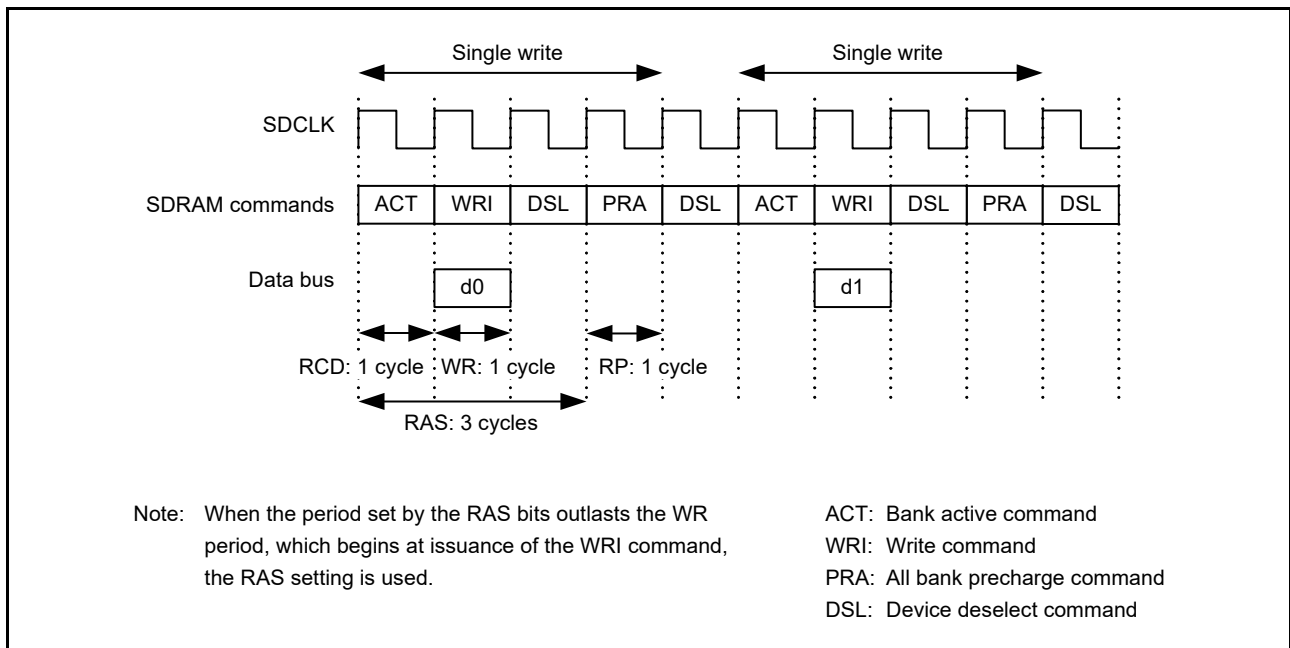 Single write Single write
SDCLK
SDRAM commands ACT WRI DSL PRA DSL ACT WRI DSL PRA DSL
Data bus d0 d1
RCD: 1 cycle WR: 1 cycle RP: 1 cycle
RAS: 3 cycles
Note: When the period set by the RAS bits outlasts the WR
period, which begins at issuance of the WRI command,
the RAS setting is used.
ACT: Bank active command
WRI: Write command
PRA: All bank precharge command
DSL: Device deselect command